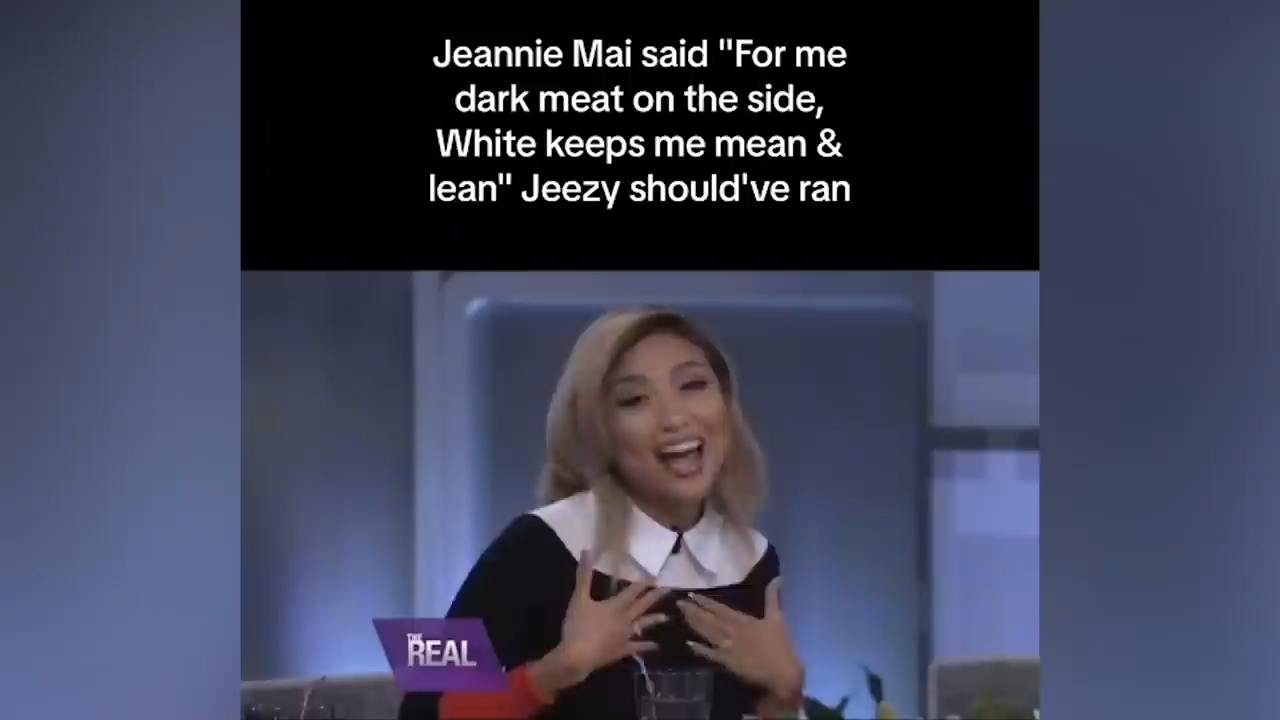 Jeannie Mai said "For me
dark meat on the side,
White keeps me mean &
lean" Jeezy should've ran
THE
REAL